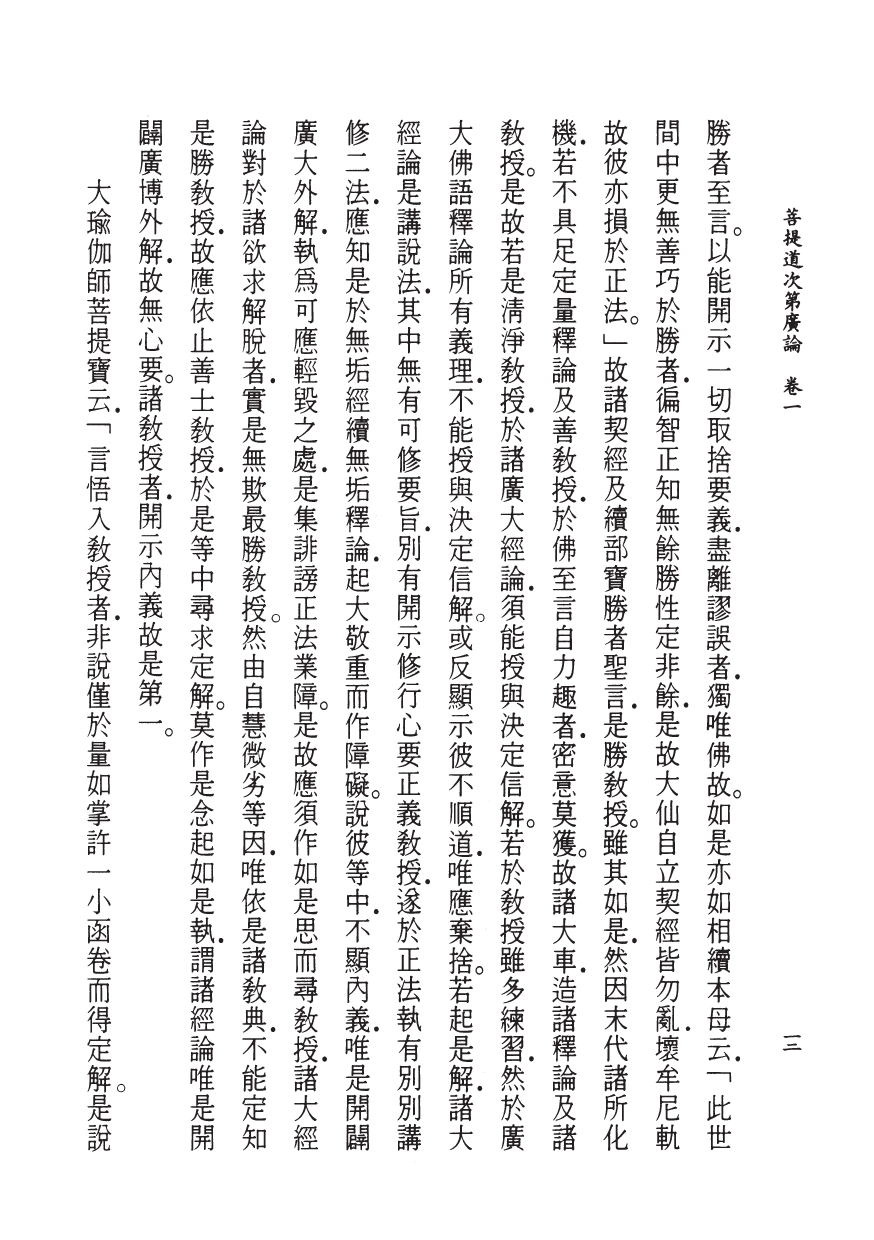 菩提道次第廣論　卷一
一三
勝者至言。以能開示一切取捨要義．盡離謬誤者．獨唯佛故。如是亦如相續本母云．「此世
間中更無善巧於勝者．徧智正知無餘勝性定非餘．是故大仙自立契經皆勿亂．壞牟尼軌
故彼亦損於正法。」故諸契經及續部寶勝者聖言．是勝教授。雖其如是．然因末代諸所化
機．若不具足定量釋論及善教授．於佛至言自力趣者．密意莫獲。故諸大車．造諸釋論及諸
教授。是故若是清淨教授．於諸廣大經論．須能授與決定信解。若於教授雖多練習．然於廣
大佛語釋論所有義理．不能授與決定信解。或反顯示彼不順道．唯應棄捨。若起是解．諸大
經論．是講說法．其中無有可修要旨．別有開示修行心要正義教授．遂於正法執有別別講
修二法．應知是於無垢經續無垢釋論．起大敬重而作障礙。說彼等中．不顯內義．唯是開闢
廣大外解．執爲可應輕毀之處．是集誹謗正法業障。是故應須作如是思而尋教授．諸大經
論對於諸欲求解脫者．實是無欺最勝教授。然由自慧微劣等因．唯依是諸教典．不能定知
是勝教授．故應依止善士教授．於是等中尋求定解。莫作是念起如是執．謂諸經論唯是開
闢廣博外解．故無心要。諸教授者．開示內義故是第一。
大瑜伽師菩提寶云．「言悟入教授者．非說僅於量如掌許一小函卷而得定解。是說